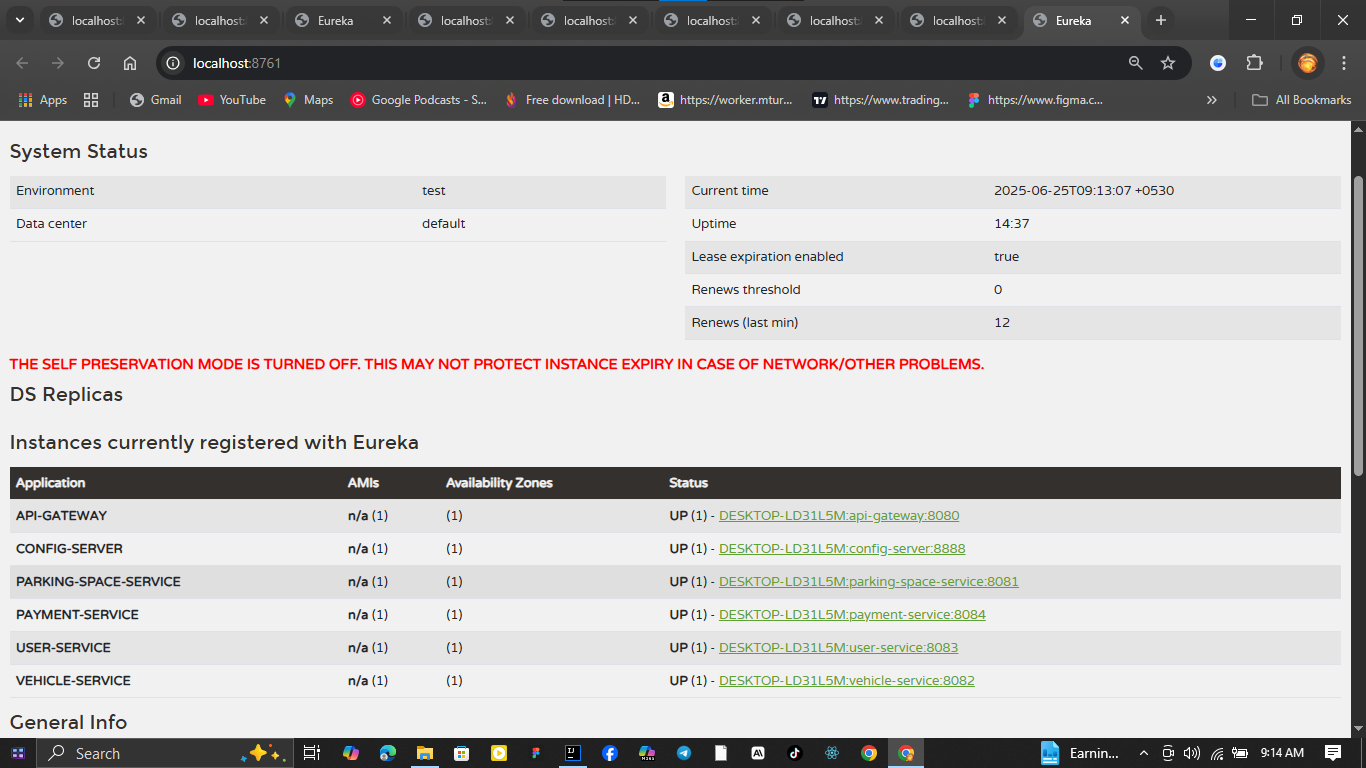 localhost:
localhost:
Eureka
localhost:
localhost:
localhost:
localhost:
localhost:
Eureka
localhost:8761
Apps
Gmail
YouTube
Maps
Google Podcasts - S...
Free download | HD...
https://worker.mtur...
https://www.trading...
https://www.figma.c...
All Bookmarks
System Status
Environment test
Data center default
Current time 2025-06-25T09:13:07 +0530
Uptime 14:37
Lease expiration enabled true
Renews threshold 0
Renews (last min) 12
THE SELF PRESERVATION MODE IS TURNED OFF. THIS MAY NOT PROTECT INSTANCE EXPIRY IN CASE OF NETWORK/OTHER PROBLEMS.
DS Replicas
Instances currently registered with Eureka
Application AMIs Availability Zones Status
API-GATEWAY n/a (1) (1) UP (1) - DESKTOP-LD31L5M:api-gateway:8080
CONFIG-SERVER n/a (1) (1) UP (1) - DESKTOP-LD31L5M:config-server:8888
PARKING-SPACE-SERVICE n/a (1) (1) UP (1) - DESKTOP-LD31L5M:parking-space-service:8081
PAYMENT-SERVICE n/a (1) (1) UP (1) - DESKTOP-LD31L5M:payment-service:8084
USER-SERVICE n/a (1) (1) UP (1) - DESKTOP-LD31L5M:user-service:8083
VEHICLE-SERVICE n/a (1) (1) UP (1) - DESKTOP-LD31L5M:vehicle-service:8082
General Info
Search
Earnin...
9:14 AM